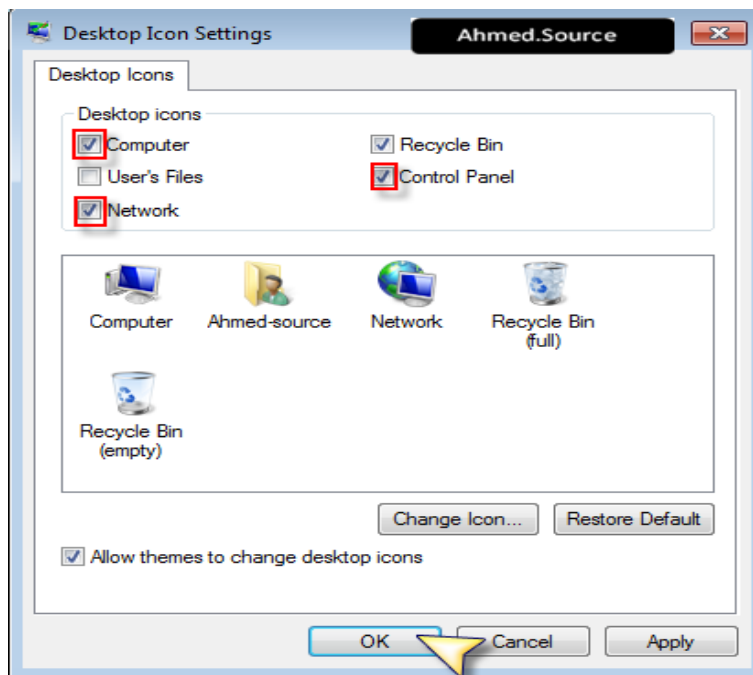 Desktop Icon Settings
Ahmed.Source
Desktop Icons
Desktop icons
Computer
Recycle Bin
User's Files
Control Panel
Network
Computer
Ahmed-source
Network
Recycle Bin
(full)
Recycle Bin
(empty)
Change Icon...
Restore Default
Allow themes to change desktop icons
OK
Cancel
Apply